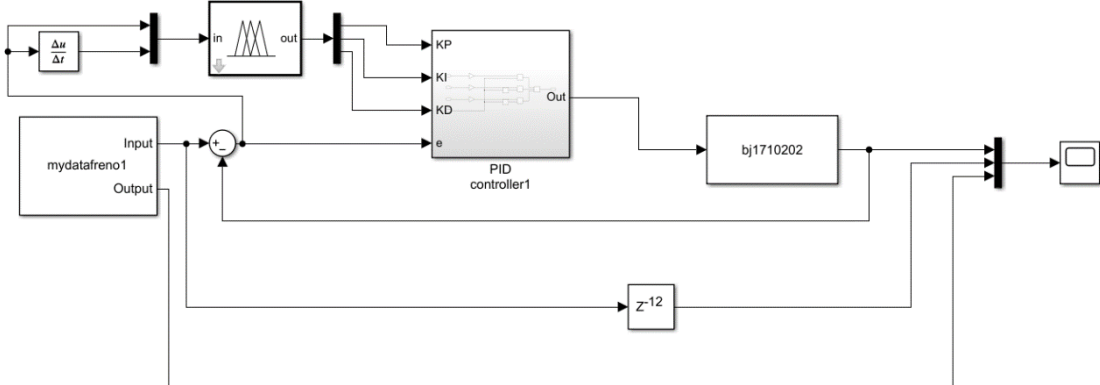 Δu
Δt
in
out
KP
KI
KD
e
Out
PID
controller1
mydatafreno1
Input
Output
+
−
bj1710202
Z-12